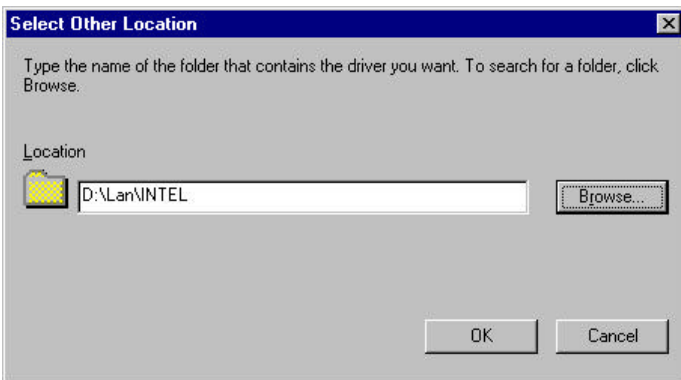 Select Other Location
Type the name of the folder that contains the driver you want. To search for a folder, click
Browse.
Location
D:\Lan\INTEL
Browse...
OK
Cancel